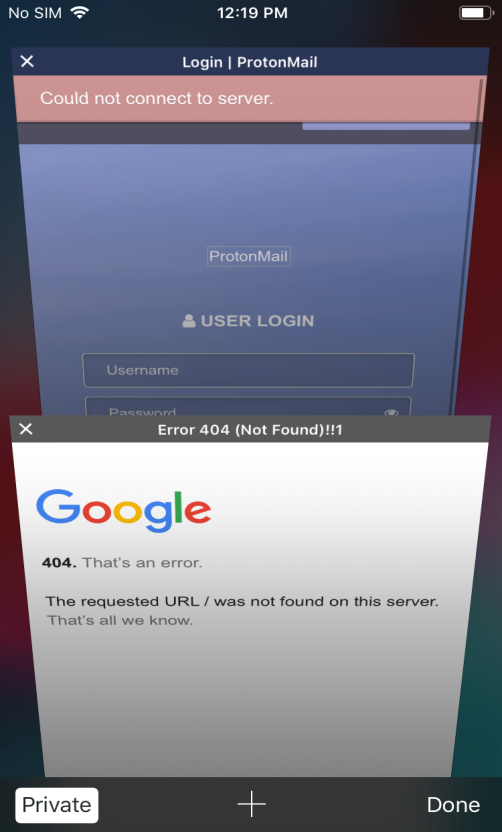 No SIM 12:19 PM
Login | ProtonMail
Could not connect to server.
ProtonMail
USER LOGIN
Username
Password
Error 404 (Not Found)!!1
Google
404. That's an error.
The requested URL / was not found on this server.
That's all we know.
Private Done